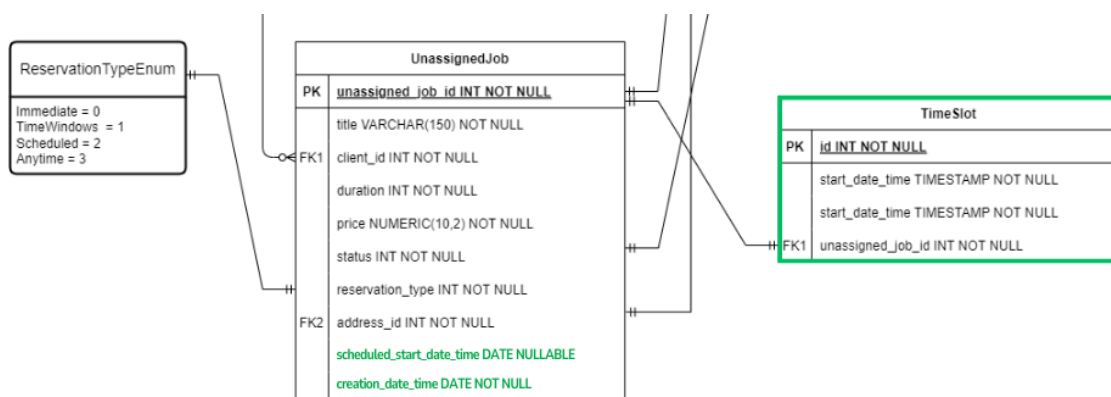 ReservationTypeEnum
Immediate = 0
TimeWindows = 1
Scheduled = 2
Anytime = 3
UnassignedJob
PK unassigned_job_id INT NOT NULL
title VARCHAR(150) NOT NULL
FK1 client_id INT NOT NULL
duration INT NOT NULL
price NUMERIC(10,2) NOT NULL
status INT NOT NULL
reservation_type INT NOT NULL
FK2 address_id INT NOT NULL
scheduled_start_date_time DATE NULLABLE
creation_date_time DATE NOT NULL
TimeSlot
PK id INT NOT NULL
start_date_time TIMESTAMP NOT NULL
start_date_time TIMESTAMP NOT NULL
FK1 unassigned_job_id INT NOT NULL